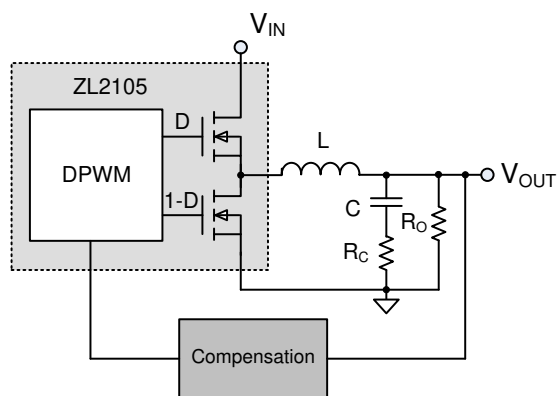 V_IN
ZL2105
D
DPWM
L
V_OUT
1-D
C
R_O
R_C
Compensation